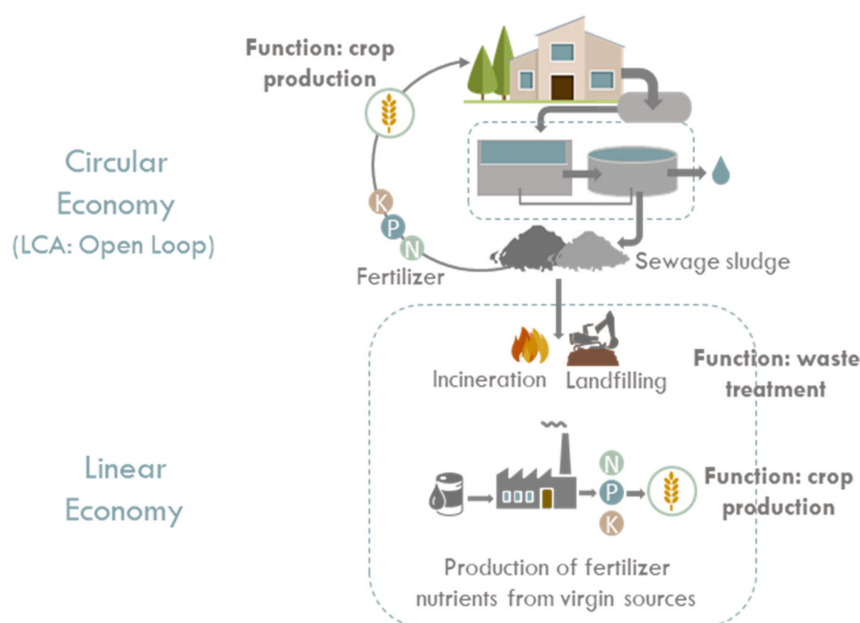 Function: crop
production
Circular
Economy
(LCA: Open Loop)
K
P
N
Fertilizer
Sewage sludge
Incineration
Landfilling
Function: waste
treatment
Linear
Economy
N
P
K
Function: crop
production
Production of fertilizer
nutrients from virgin sources